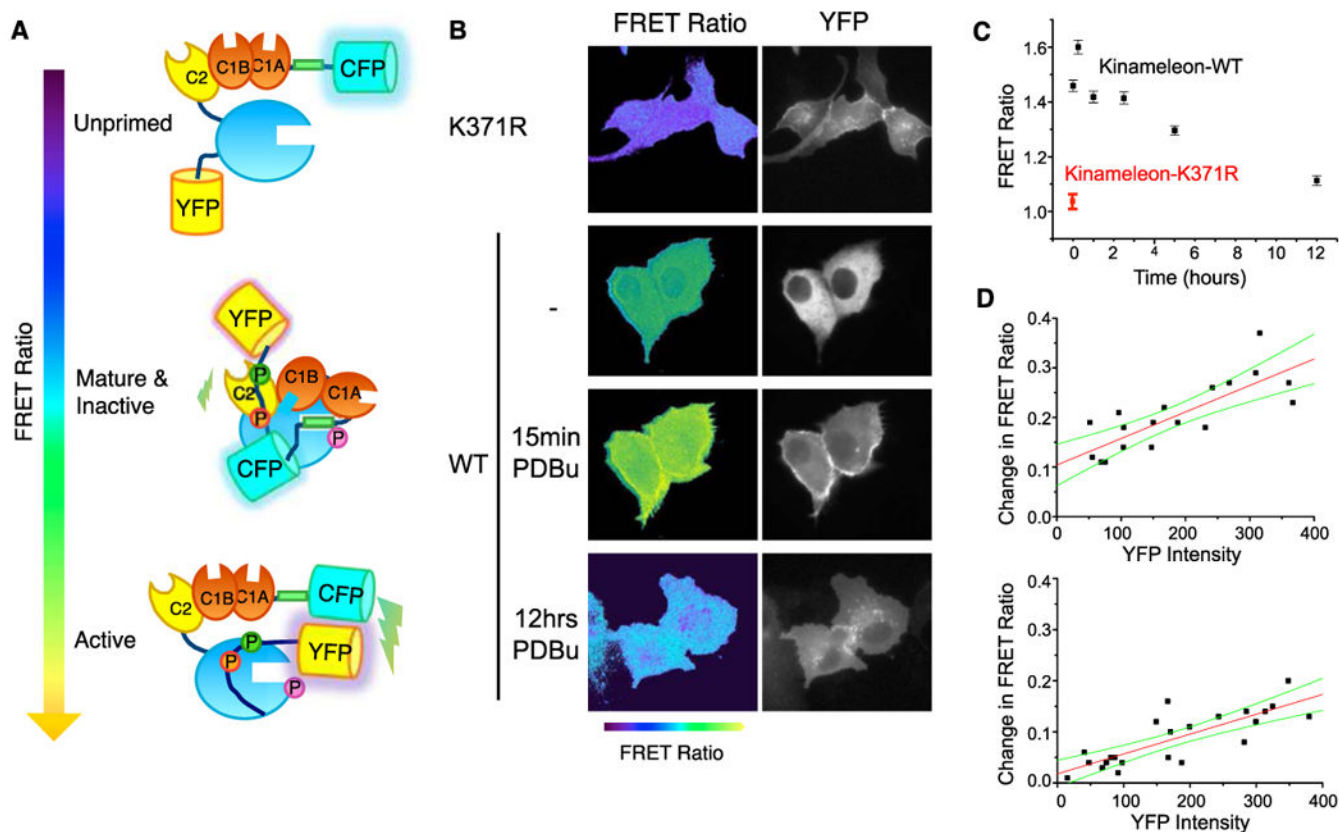 A
FRET Ratio
Unprimed
C2
C1B
C1A
CFP
YFP
Mature &
Inactive
YFP
P
C2
C1B
C1A
P
P
CFP
Active
C2
C1B
C1A
CFP
P
P
YFP
P
B
FRET Ratio
YFP
K371R
WT
-
15min
PDBu
12hrs
PDBu
FRET Ratio
C
FRET Ratio
1.6
1.4
1.2
1.0
Kinameleon-WT
Kinameleon-K371R
0 2 4 6 8 10 12
Time (hours)
D
Change in FRET Ratio
0.4
0.3
0.2
0.1
0.0
0 100 200 300 400
YFP Intensity
Change in FRET Ratio
0.4
0.3
0.2
0.1
0.0
0 100 200 300 400
YFP Intensity